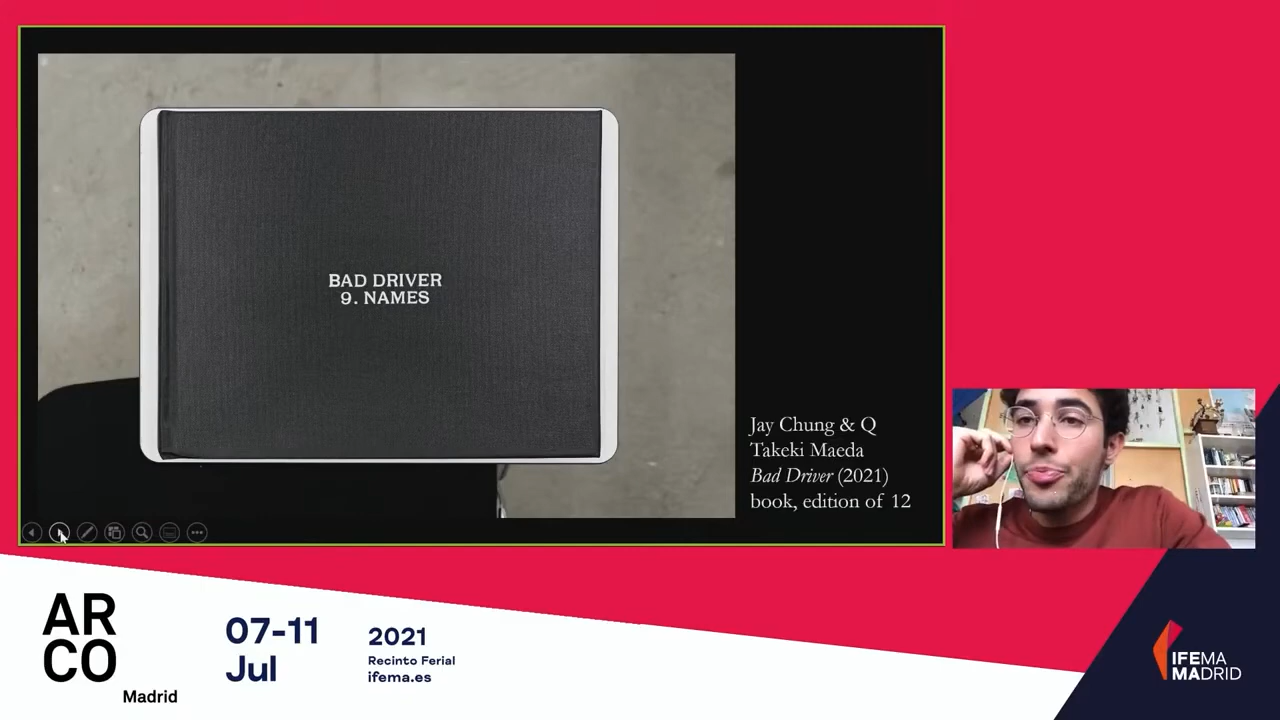 BAD DRIVER
9. NAMES
Jay Chung & Q
Takeki Maeda
Bad Driver (2021)
book, edition of 12
AR
CO
Madrid
07-11
Jul
2021
Recinto Ferial
ifema.es
IFEMA
MADRID